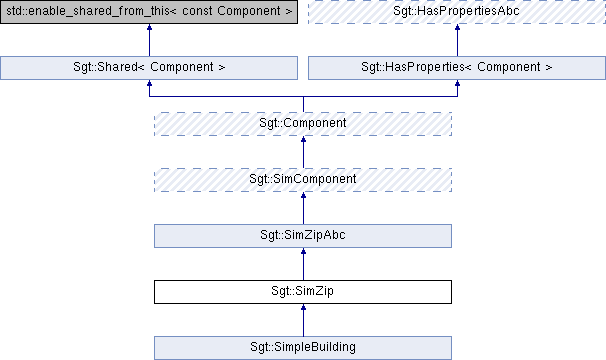 std::enable_shared_from_this< const Component >
Sgt::HasPropertiesAbc
Sgt::Shared< Component >
Sgt::HasProperties< Component >
Sgt::Component
Sgt::SimComponent
Sgt::SimZipAbc
Sgt::SimZip
Sgt::SimpleBuilding